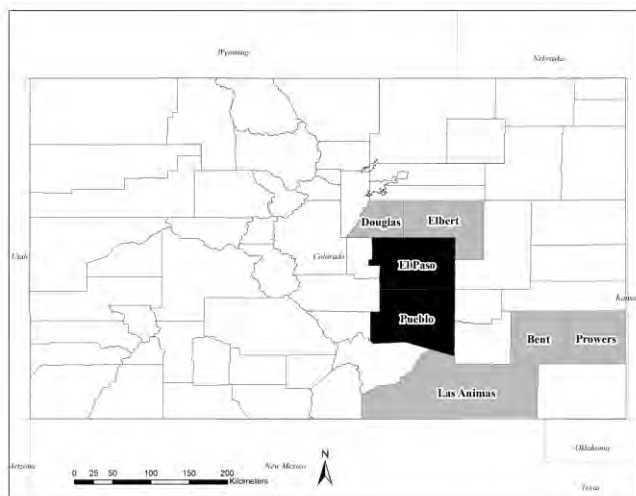 Wyoming
Nebraska
Douglas
Elbert
Utah
Colorado
El Paso
Pueblo
Bent
Prowers
Las Animas
Arizona
New Mexico
Oklahoma
Texas
N
0 25 50 100 150 200
Kilometers